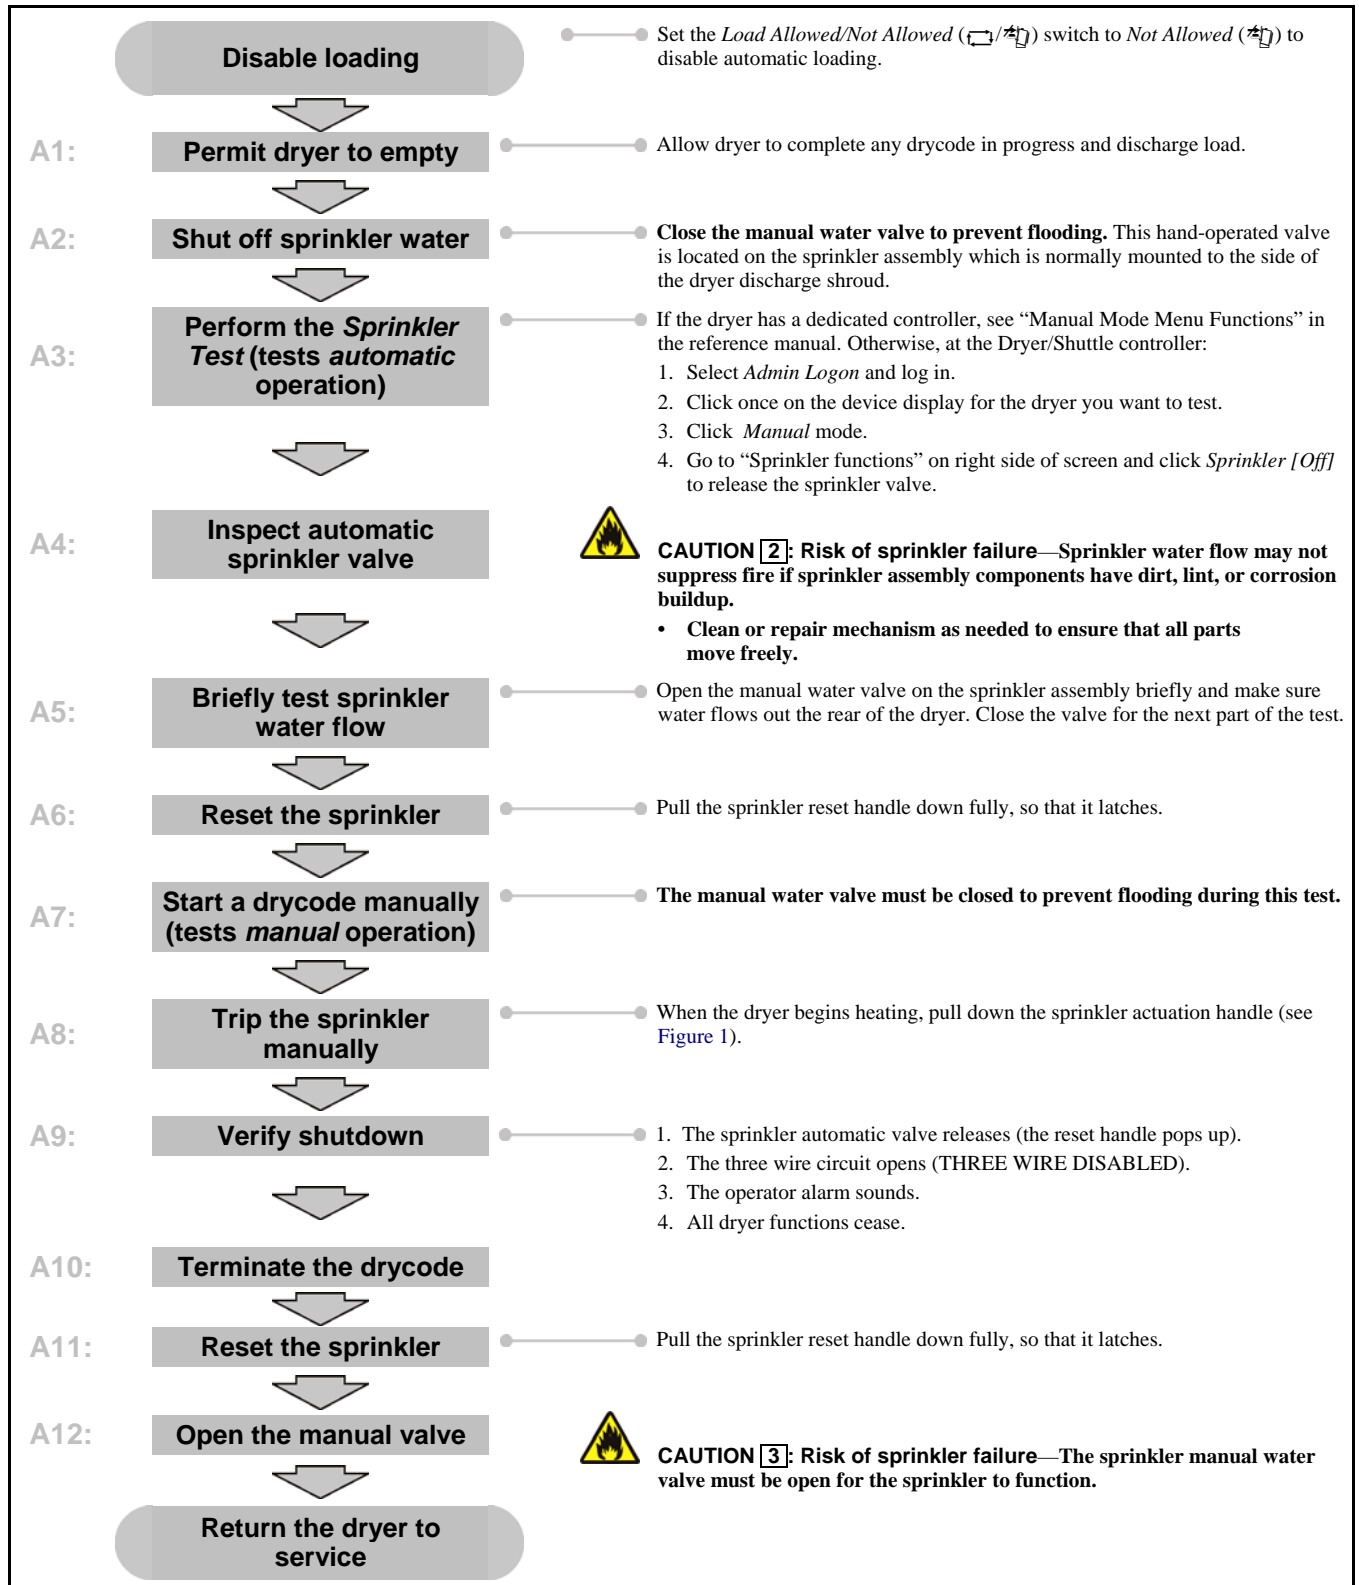 Disable loading
Set the Load Allowed/Not Allowed ( / ) switch to Not Allowed ( ) to
disable automatic loading.
A1:
Permit dryer to empty
Allow dryer to complete any drycode in progress and discharge load.
A2:
Shut off sprinkler water
Close the manual water valve to prevent flooding. This hand-operated valve
is located on the sprinkler assembly which is normally mounted to the side of
the dryer discharge shroud.
A3:
Perform the Sprinkler
Test (tests automatic
operation)
If the dryer has a dedicated controller, see “Manual Mode Menu Functions” in
the reference manual. Otherwise, at the Dryer/Shuttle controller:
1. Select Admin Logon and log in.
2. Click once on the device display for the dryer you want to test.
3. Click Manual mode.
4. Go to “Sprinkler functions” on right side of screen and click Sprinkler [Off]
to release the sprinkler valve.
A4:
Inspect automatic
sprinkler valve
CAUTION 2 : Risk of sprinkler failure—Sprinkler water flow may not
suppress fire if sprinkler assembly components have dirt, lint, or corrosion
buildup.
• Clean or repair mechanism as needed to ensure that all parts
move freely.
A5:
Briefly test sprinkler
water flow
Open the manual water valve on the sprinkler assembly briefly and make sure
water flows out the rear of the dryer. Close the valve for the next part of the test.
A6:
Reset the sprinkler
Pull the sprinkler reset handle down fully, so that it latches.
A7:
Start a drycode manually
(tests manual operation)
The manual water valve must be closed to prevent flooding during this test.
A8:
Trip the sprinkler
manually
When the dryer begins heating, pull down the sprinkler actuation handle (see
Figure 1).
A9:
Verify shutdown
1. The sprinkler automatic valve releases (the reset handle pops up).
2. The three wire circuit opens (THREE WIRE DISABLED).
3. The operator alarm sounds.
4. All dryer functions cease.
A10:
Terminate the drycode
A11:
Reset the sprinkler
Pull the sprinkler reset handle down fully, so that it latches.
A12:
Open the manual valve
CAUTION 3 : Risk of sprinkler failure—The sprinkler manual water
valve must be open for the sprinkler to function.
Return the dryer to
service